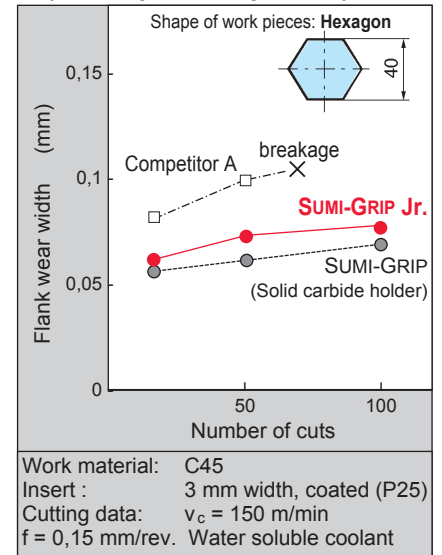 Shape of work pieces: Hexagon
40
Flank wear width (mm)
0,15
0,1
0,05
0
Competitor A
breakage
SUMI-GRIP Jr.
SUMI-GRIP
(Solid carbide holder)
50
100
Number of cuts
Work material: C45
Insert : 3 mm width, coated (P25)
Cutting data: vc = 150 m/min
f = 0,15 mm/rev. Water soluble coolant